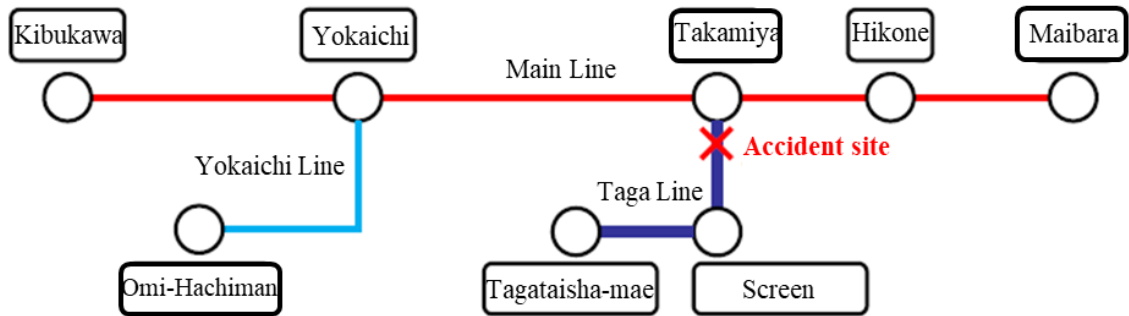 Kibukawa
Yokaichi
Takamiya
Hikone
Maibara
Main Line
Accident site
Yokaichi Line
Taga Line
Omi-Hachiman
Tagataisha-mae
Screen